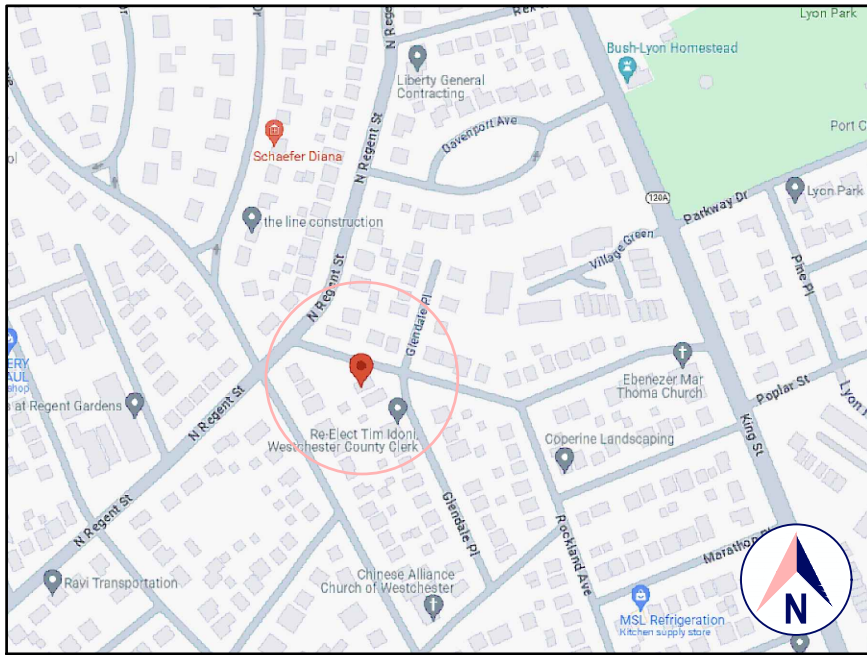 Lyon Park
Bush-Lyon Homestead
Liberty General
Contracting
N Regent St
Davenport Ave
Port C
Schaefer Diana
120A
Parkway Dr
Lyon Park
the line construction
Village Green
Pine Pl
N Regent St
Glendale Pl
Ebenezer Mar
Thoma Church
Poplar St
n at Regent Gardens
N Regent St
Re-Elect Tim Idoni,
Westchester County Clerk
Coperine Landscaping
King St
Lyon
N Regent St
Glendale Pl
Rockland Ave
Marathon
Ravi Transportation
Chinese Alliance
Church of Westchester
MSL Refrigeration
Kitchen supply store
N